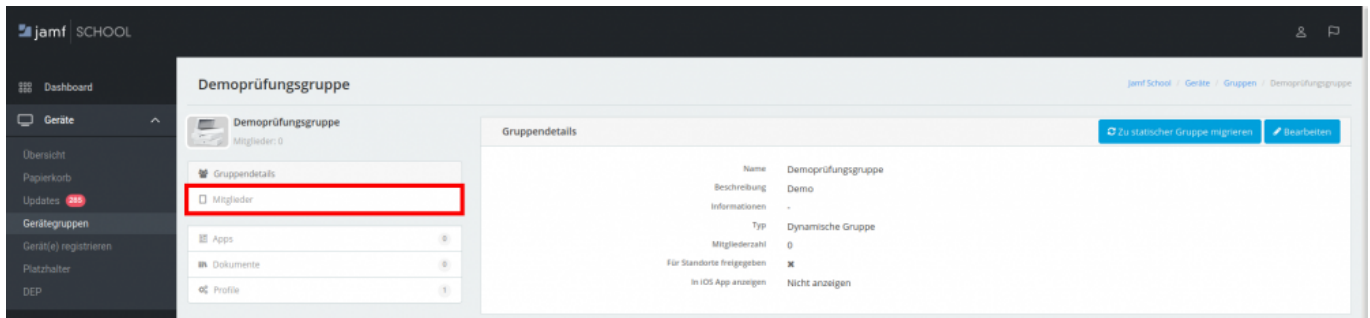 jamf SCHOOL
Dashboard
Geräte
Übersicht
Papierkorb
Updates 285
Gerätegruppen
Gerät(e) registrieren
Platzhalter
DEP
Demoprüfungsgruppe
Jamf School / Geräte / Gruppen / Demoprüfungsgruppe
Demoprüfungsgruppe
Mitglieder: 0
Gruppendetails
Mitglieder
Apps 0
Dokumente 0
Profile 1
Gruppendetails
Zu statischer Gruppe migrieren
Bearbeiten
Name Demoprüfungsgruppe
Beschreibung Demo
Informationen -
Typ Dynamische Gruppe
Mitgliederzahl 0
Für Standorte freigegeben ✖
In iOS App anzeigen Nicht anzeigen